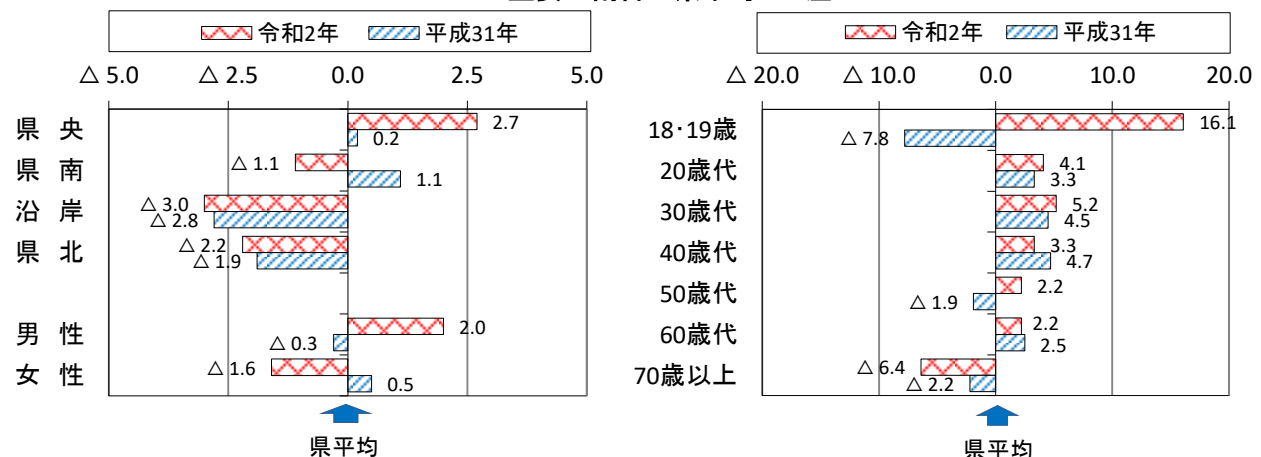 令和2年 平成31年
△ 5.0 △ 2.5 0.0 2.5 5.0
県 央 2.7
0.2
県 南 △ 1.1
1.1
沿 岸 △ 3.0
△ 2.8
県 北 △ 2.2
△ 1.9
男 性 2.0
△ 0.3
女 性 △ 1.6
0.5
県平均
令和2年 平成31年
△ 20.0 △ 10.0 0.0 10.0 20.0
18・19歳 16.1
△ 7.8
20歳代 4.1
3.3
30歳代 5.2
4.5
40歳代 3.3
4.7
50歳代 2.2
△ 1.9
60歳代 2.2
2.5
70歳以上 △ 6.4
△ 2.2
県平均